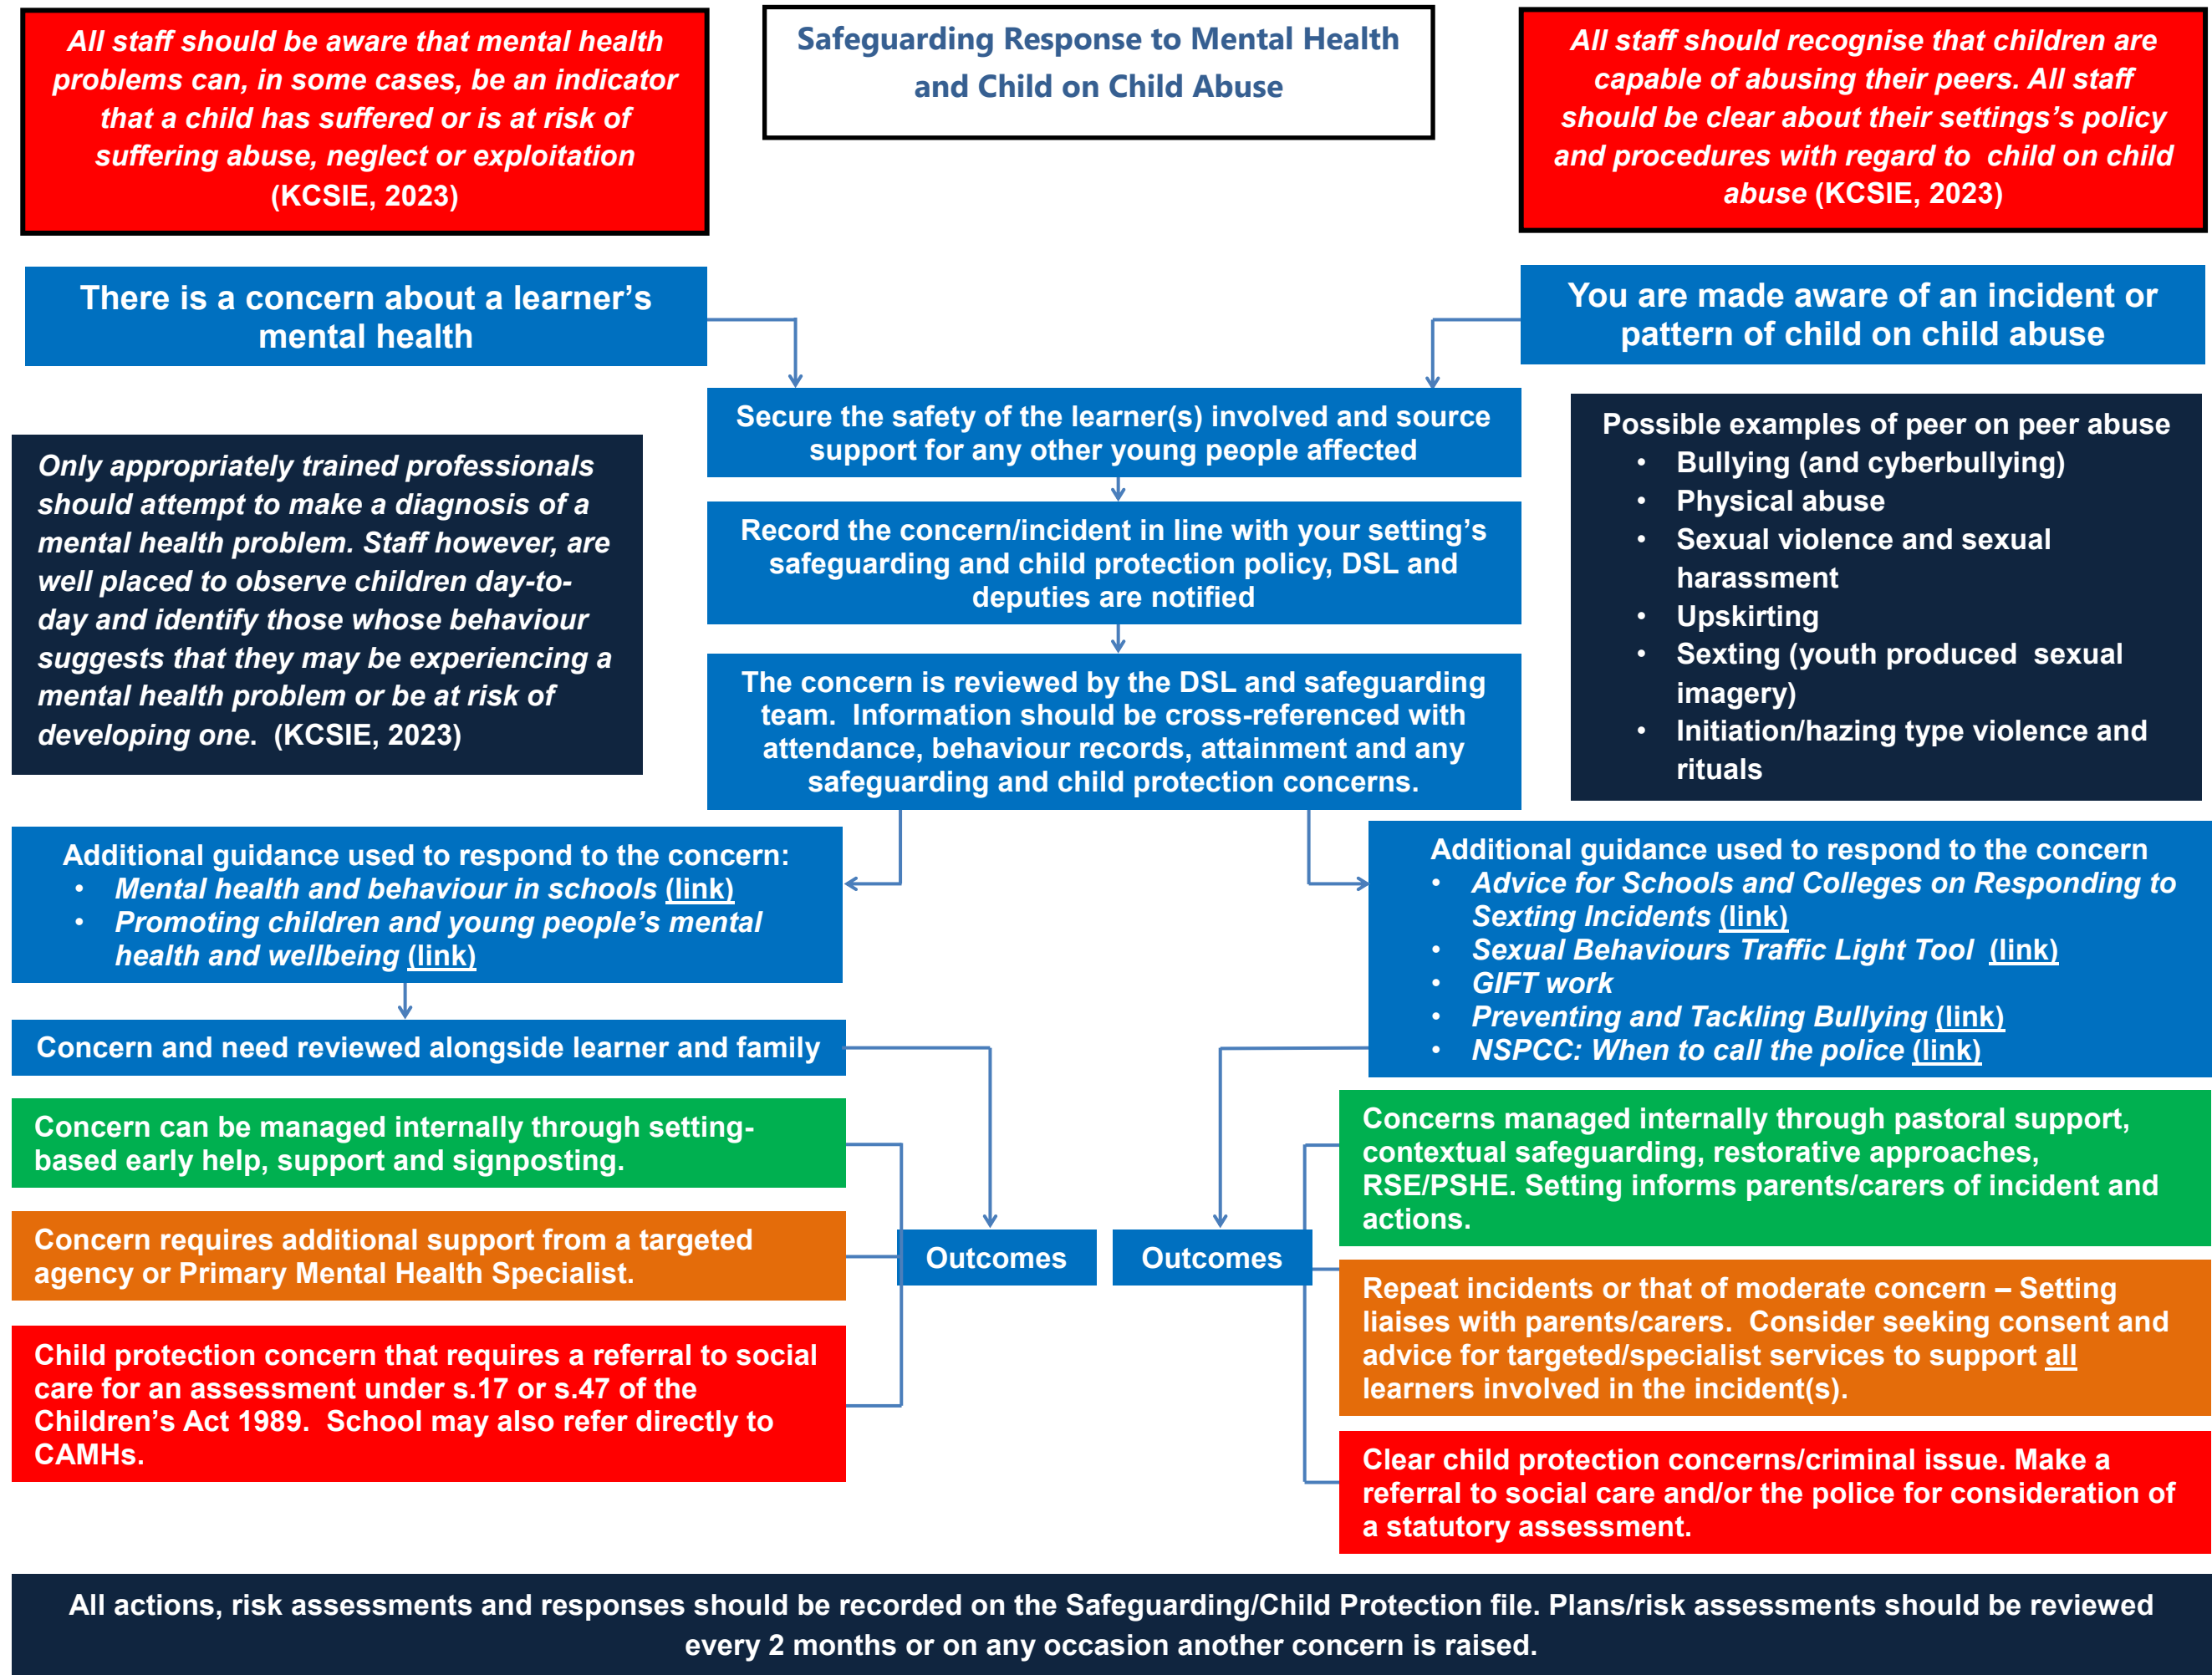 All staff should be aware that mental health
problems can, in some cases, be an indicator
that a child has suffered or is at risk of
suffering abuse, neglect or exploitation
(KCSIE, 2023)
Safeguarding Response to Mental Health
and Child on Child Abuse
All staff should recognise that children are
capable of abusing their peers. All staff
should be clear about their settings's policy
and procedures with regard to child on child
abuse (KCSIE, 2023)
There is a concern about a learner's
mental health
You are made aware of an incident or
pattern of child on child abuse
Secure the safety of the learner(s) involved and source
support for any other young people affected
Only appropriately trained professionals
should attempt to make a diagnosis of a
mental health problem. Staff however, are
well placed to observe children day-to-
day and identify those whose behaviour
suggests that they may be experiencing a
mental health problem or be at risk of
developing one. (KCSIE, 2023)
Record the concern/incident in line with your setting's
safeguarding and child protection policy, DSL and
deputies are notified
The concern is reviewed by the DSL and safeguarding
team. Information should be cross-referenced with
attendance, behaviour records, attainment and any
safeguarding and child protection concerns.
Possible examples of peer on peer abuse
• Bullying (and cyberbullying)
• Physical abuse
• Sexual violence and sexual
harassment
• Upskirting
• Sexting (youth produced sexual
imagery)
• Initiation/hazing type violence and
rituals
Additional guidance used to respond to the concern:
• Mental health and behaviour in schools (link)
• Promoting children and young people's mental
health and wellbeing (link)
Additional guidance used to respond to the concern
• Advice for Schools and Colleges on Responding to
Sexting Incidents (link)
• Sexual Behaviours Traffic Light Tool (link)
• GIFT work
• Preventing and Tackling Bullying (link)
• NSPCC: When to call the police (link)
Concern and need reviewed alongside learner and family
Concern can be managed internally through setting-
based early help, support and signposting.
Concern requires additional support from a targeted
agency or Primary Mental Health Specialist.
Child protection concern that requires a referral to social
care for an assessment under s.17 or s.47 of the
Children's Act 1989. School may also refer directly to
CAMHs.
Outcomes
Outcomes
Concerns managed internally through pastoral support,
contextual safeguarding, restorative approaches,
RSE/PSHE. Setting informs parents/carers of incident and
actions.
Repeat incidents or that of moderate concern – Setting
liaises with parents/carers. Consider seeking consent and
advice for targeted/specialist services to support all
learners involved in the incident(s).
Clear child protection concerns/criminal issue. Make a
referral to social care and/or the police for consideration of
a statutory assessment.
All actions, risk assessments and responses should be recorded on the Safeguarding/Child Protection file. Plans/risk assessments should be reviewed
every 2 months or on any occasion another concern is raised.